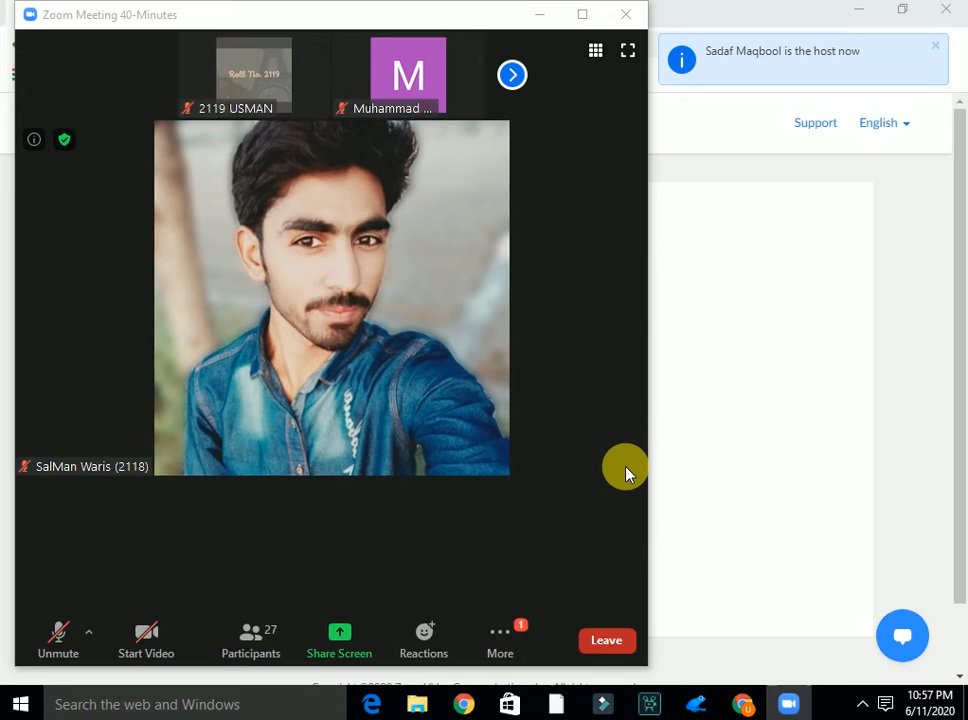 Zoom Meeting 40-Minutes
Sadaf Maqbool is the host now
Roll No. 2119
M
2119 USMAN
Muhammad ...
Support
English
SalMan Waris (2118)
27
1
Unmute
Start Video
Participants
Share Screen
Reactions
More
Leave
Search the web and Windows
10:57 PM
6/11/2020